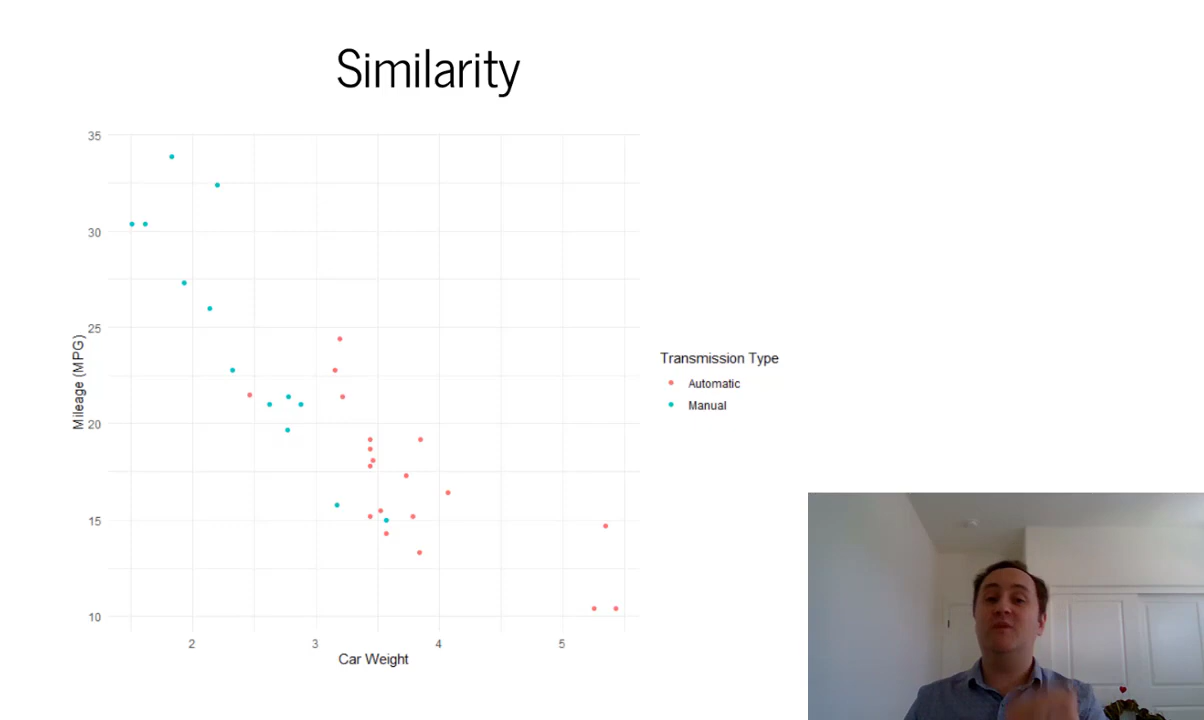 Similarity
35
30
25
20
15
10
Mileage (MPG)
2 3 4 5
Car Weight
Transmission Type
Automatic
Manual